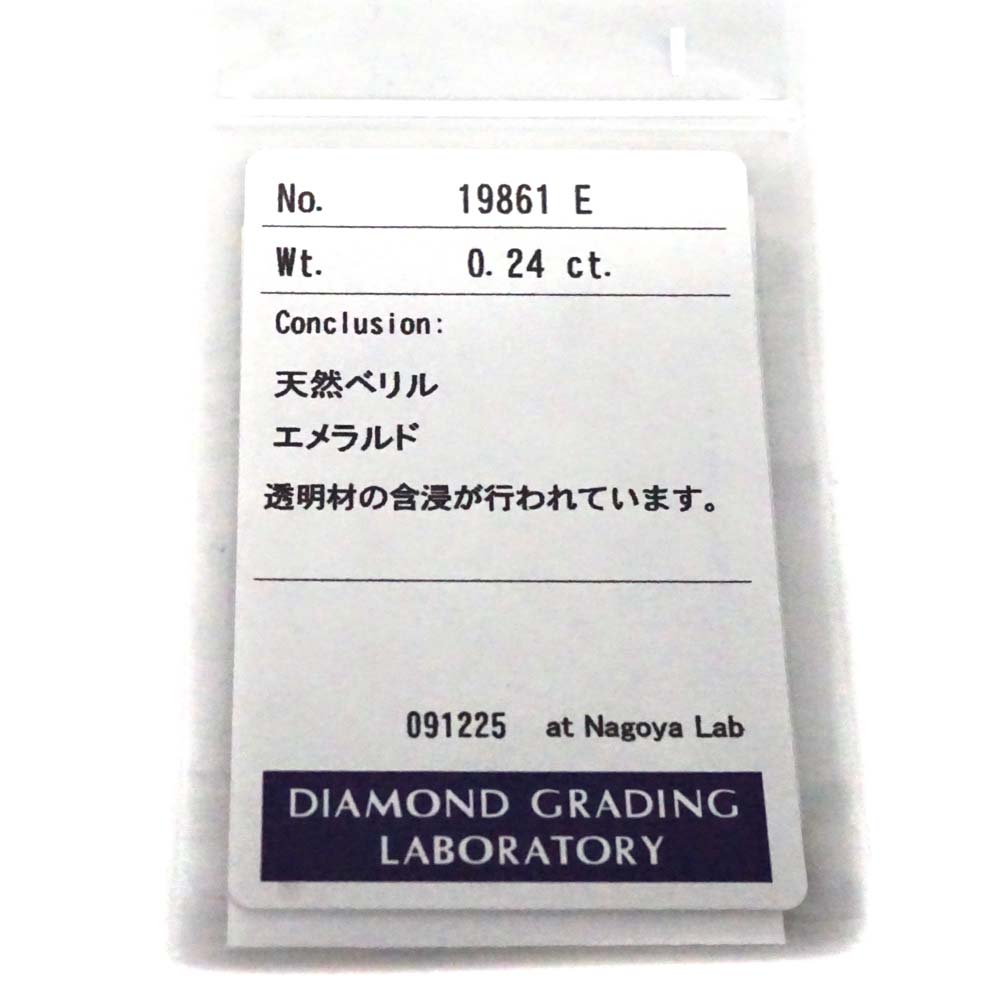 No. 19861 E
Wt. 0.24 ct.
Conclusion:
天然ベリル
エメラルド
透明材の含浸が行われています。
091225 at Nagoya Lab
DIAMOND GRADING
LABORATORY